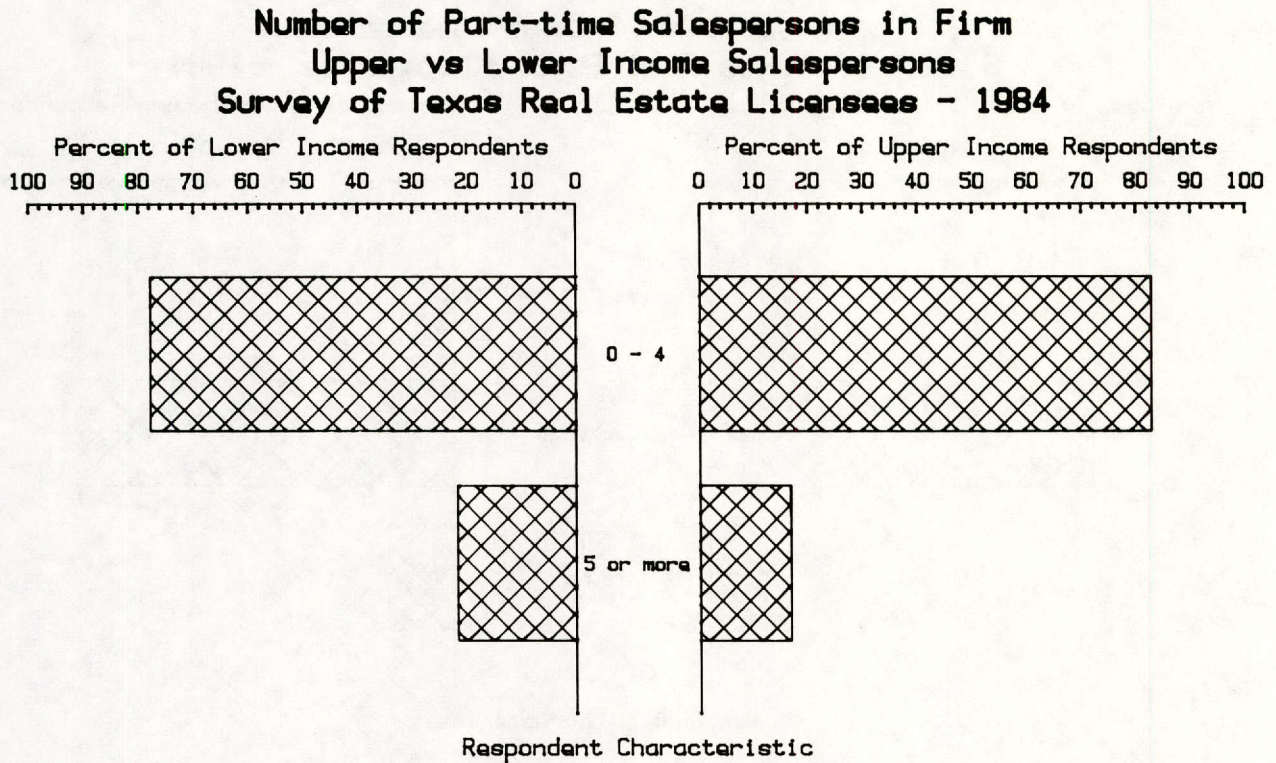 Number of Part-time Salespersons in Firm
Upper vs Lower Income Salespersons
Survey of Texas Real Estate Licensees - 1984
Percent of Lower Income Respondents
Percent of Upper Income Respondents
100 90 80 70 60 50 40 30 20 10 0
0 10 20 30 40 50 60 70 80 90 100
0 - 4
5 or more
Respondent Characteristic